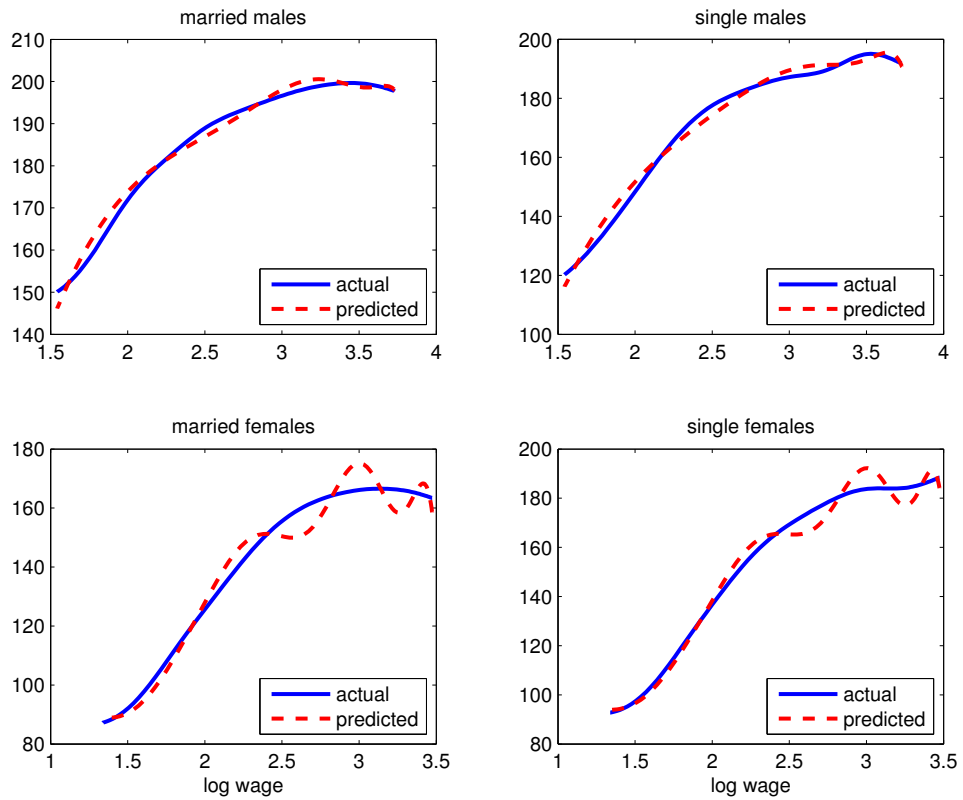 married males
210
200
190
180
170
160
150
140
1.5 2 2.5 3 3.5 4
actual
predicted
single males
200
180
160
140
120
100
1.5 2 2.5 3 3.5 4
actual
predicted
married females
180
160
140
120
100
80
1 1.5 2 2.5 3 3.5
log wage
actual
predicted
single females
200
180
160
140
120
100
80
1 1.5 2 2.5 3 3.5
log wage
actual
predicted